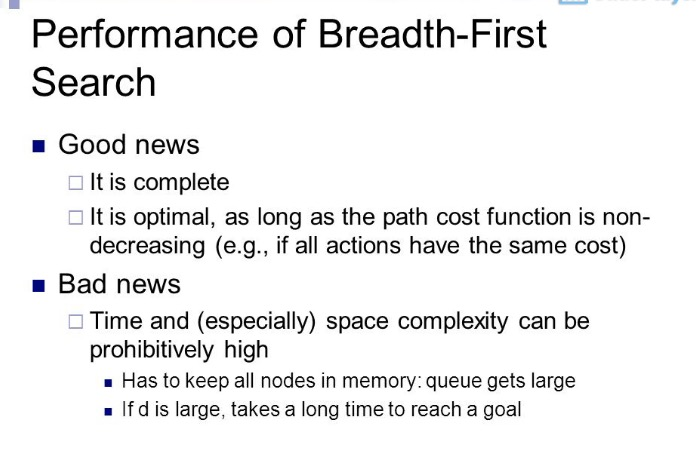 Performance of Breadth-First
Search
Good news
It is complete
It is optimal, as long as the path cost function is non-
decreasing (e.g., if all actions have the same cost)
Bad news
Time and (especially) space complexity can be
prohibitively high
Has to keep all nodes in memory: queue gets large
If d is large, takes a long time to reach a goal